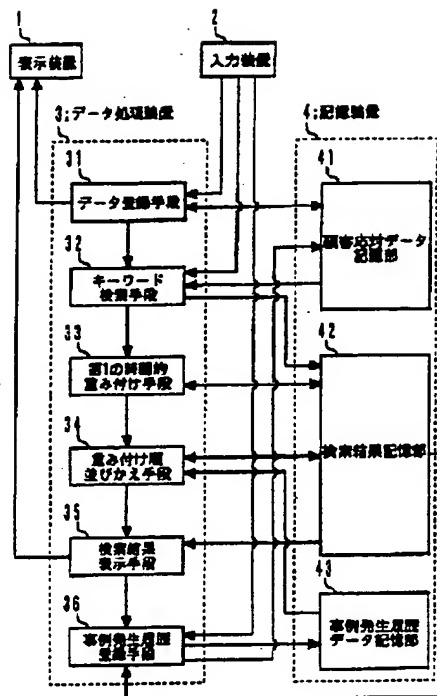 1
表示装置
2
入力装置
3;データ処理装置
31
データ登録手段
32
キーワード
検索手段
33
第1の時間的
重み付け手段
34
重み付け順
並びかえ手段
35
検索結果
表示手段
36
事例発生履歴
登録手段
4;記憶装置
41
顧客応対データ
記憶部
42
検索結果記憶部
43
事例発生履歴
データ記憶部